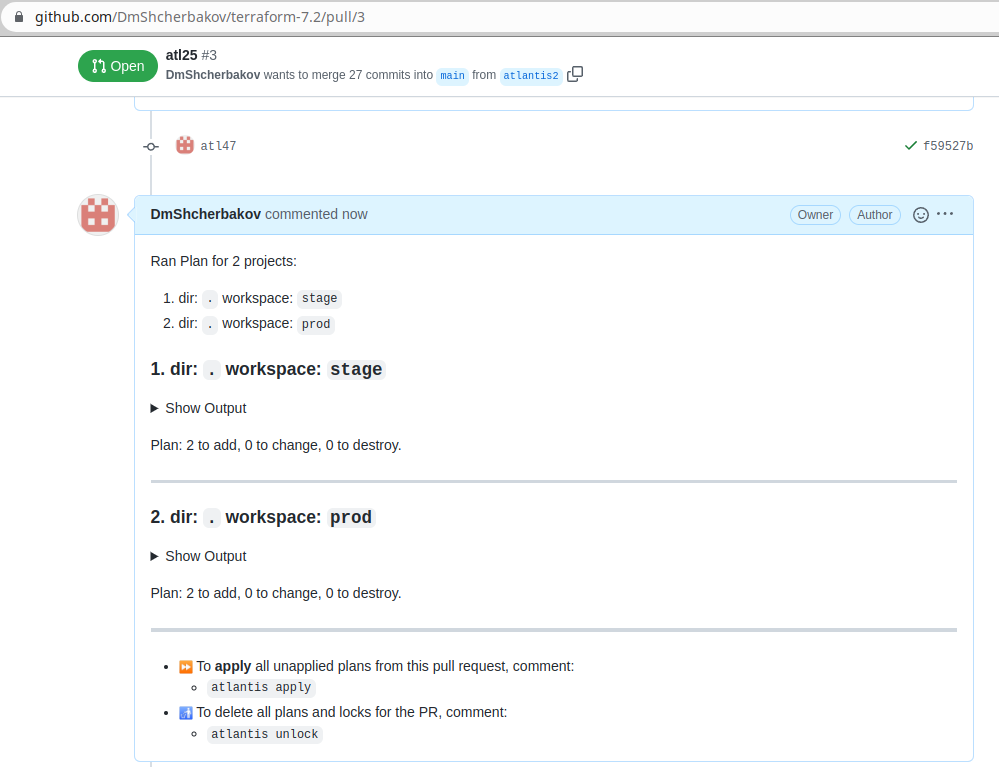 github.com/DmShcherbakov/terraform-7.2/pull/3
Open
atl25 #3
DmShcherbakov wants to merge 27 commits into main from atlantis2
atl47
f59527b
DmShcherbakov commented now
Owner
Author
Ran Plan for 2 projects:
1. dir: . workspace: stage
2. dir: . workspace: prod
1. dir: . workspace: stage
Show Output
Plan: 2 to add, 0 to change, 0 to destroy.
2. dir: . workspace: prod
Show Output
Plan: 2 to add, 0 to change, 0 to destroy.
To apply all unapplied plans from this pull request, comment:
atlantis apply
To delete all plans and locks for the PR, comment:
atlantis unlock